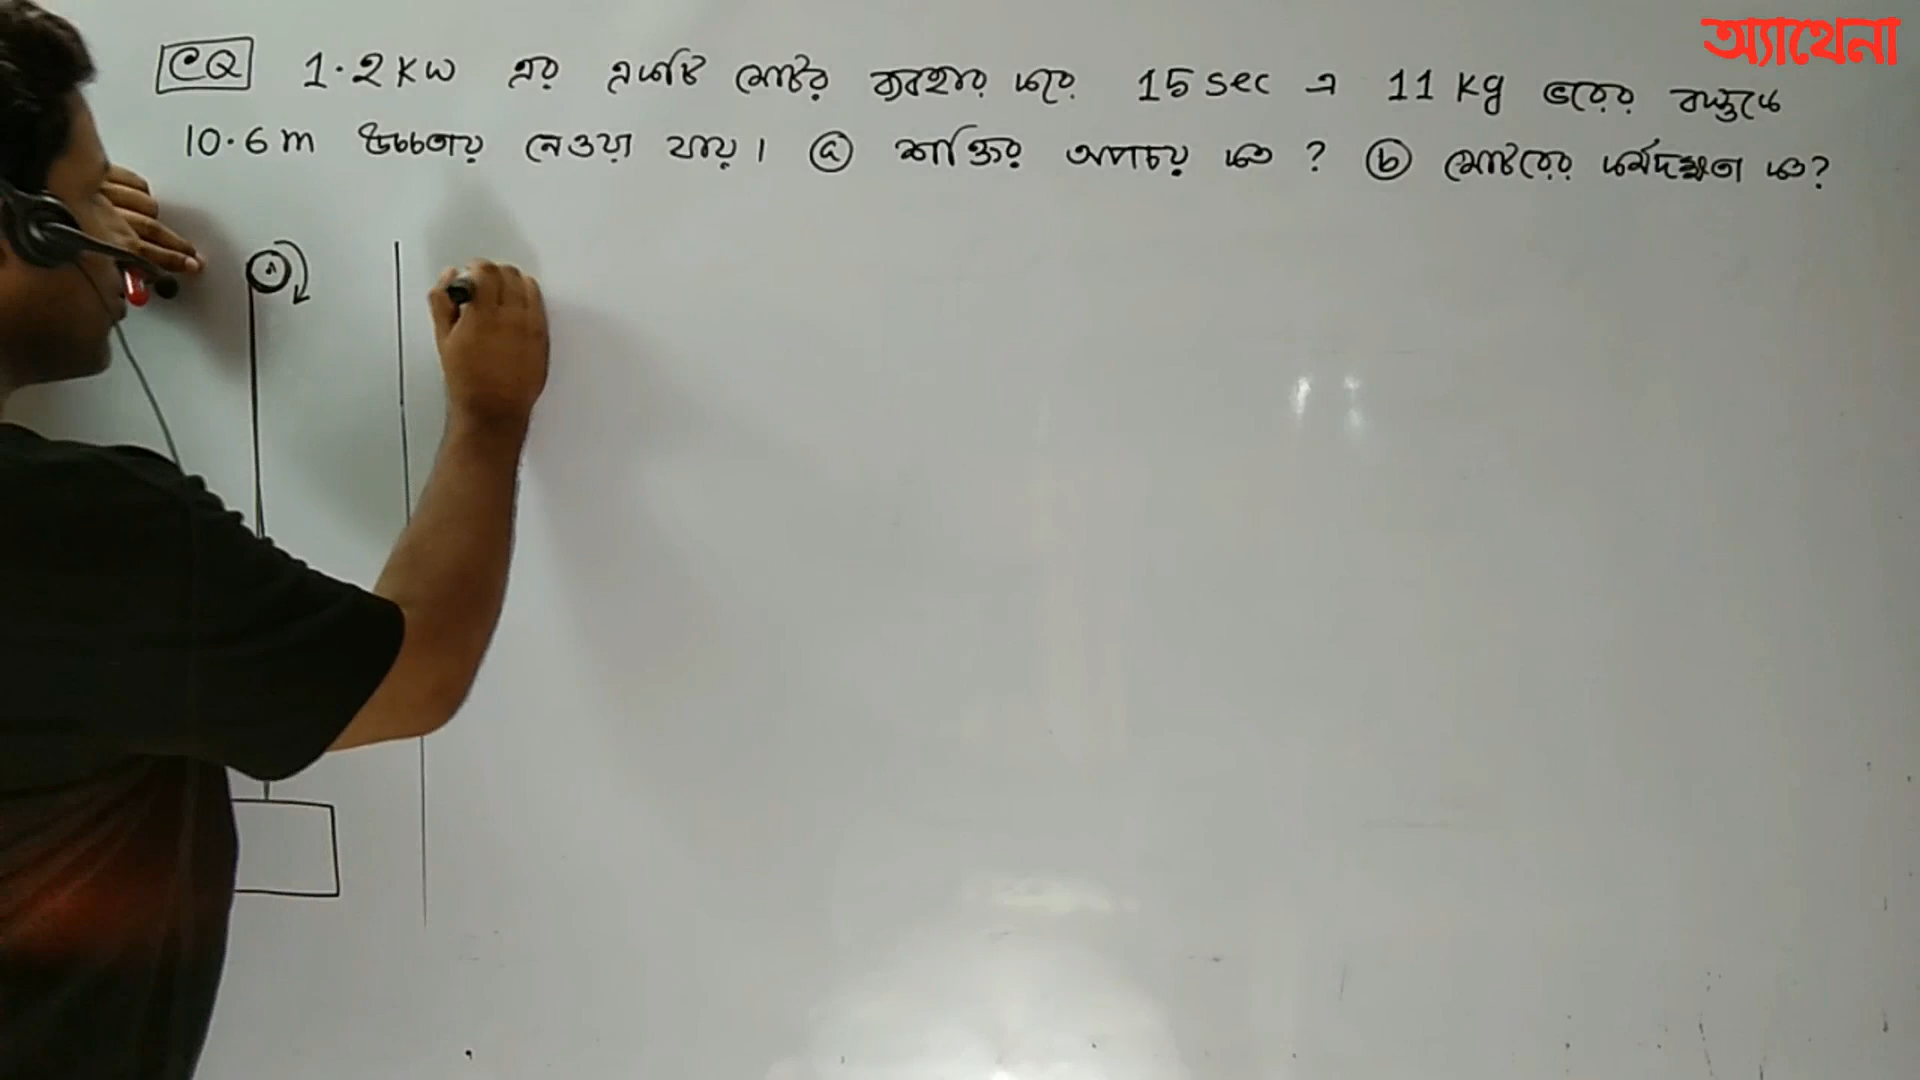 অ্যাথেনা
CQ 1.2 KW এর একটি মোটর ব্যবহার করে 15 sec এ 11 kg ভরের বস্তুকে
10.6 m উচ্চতায় নেওয়া যায়। ⓐ শক্তির অপচয় কত ? ⓑ মোটরের কর্মদক্ষতা কত?